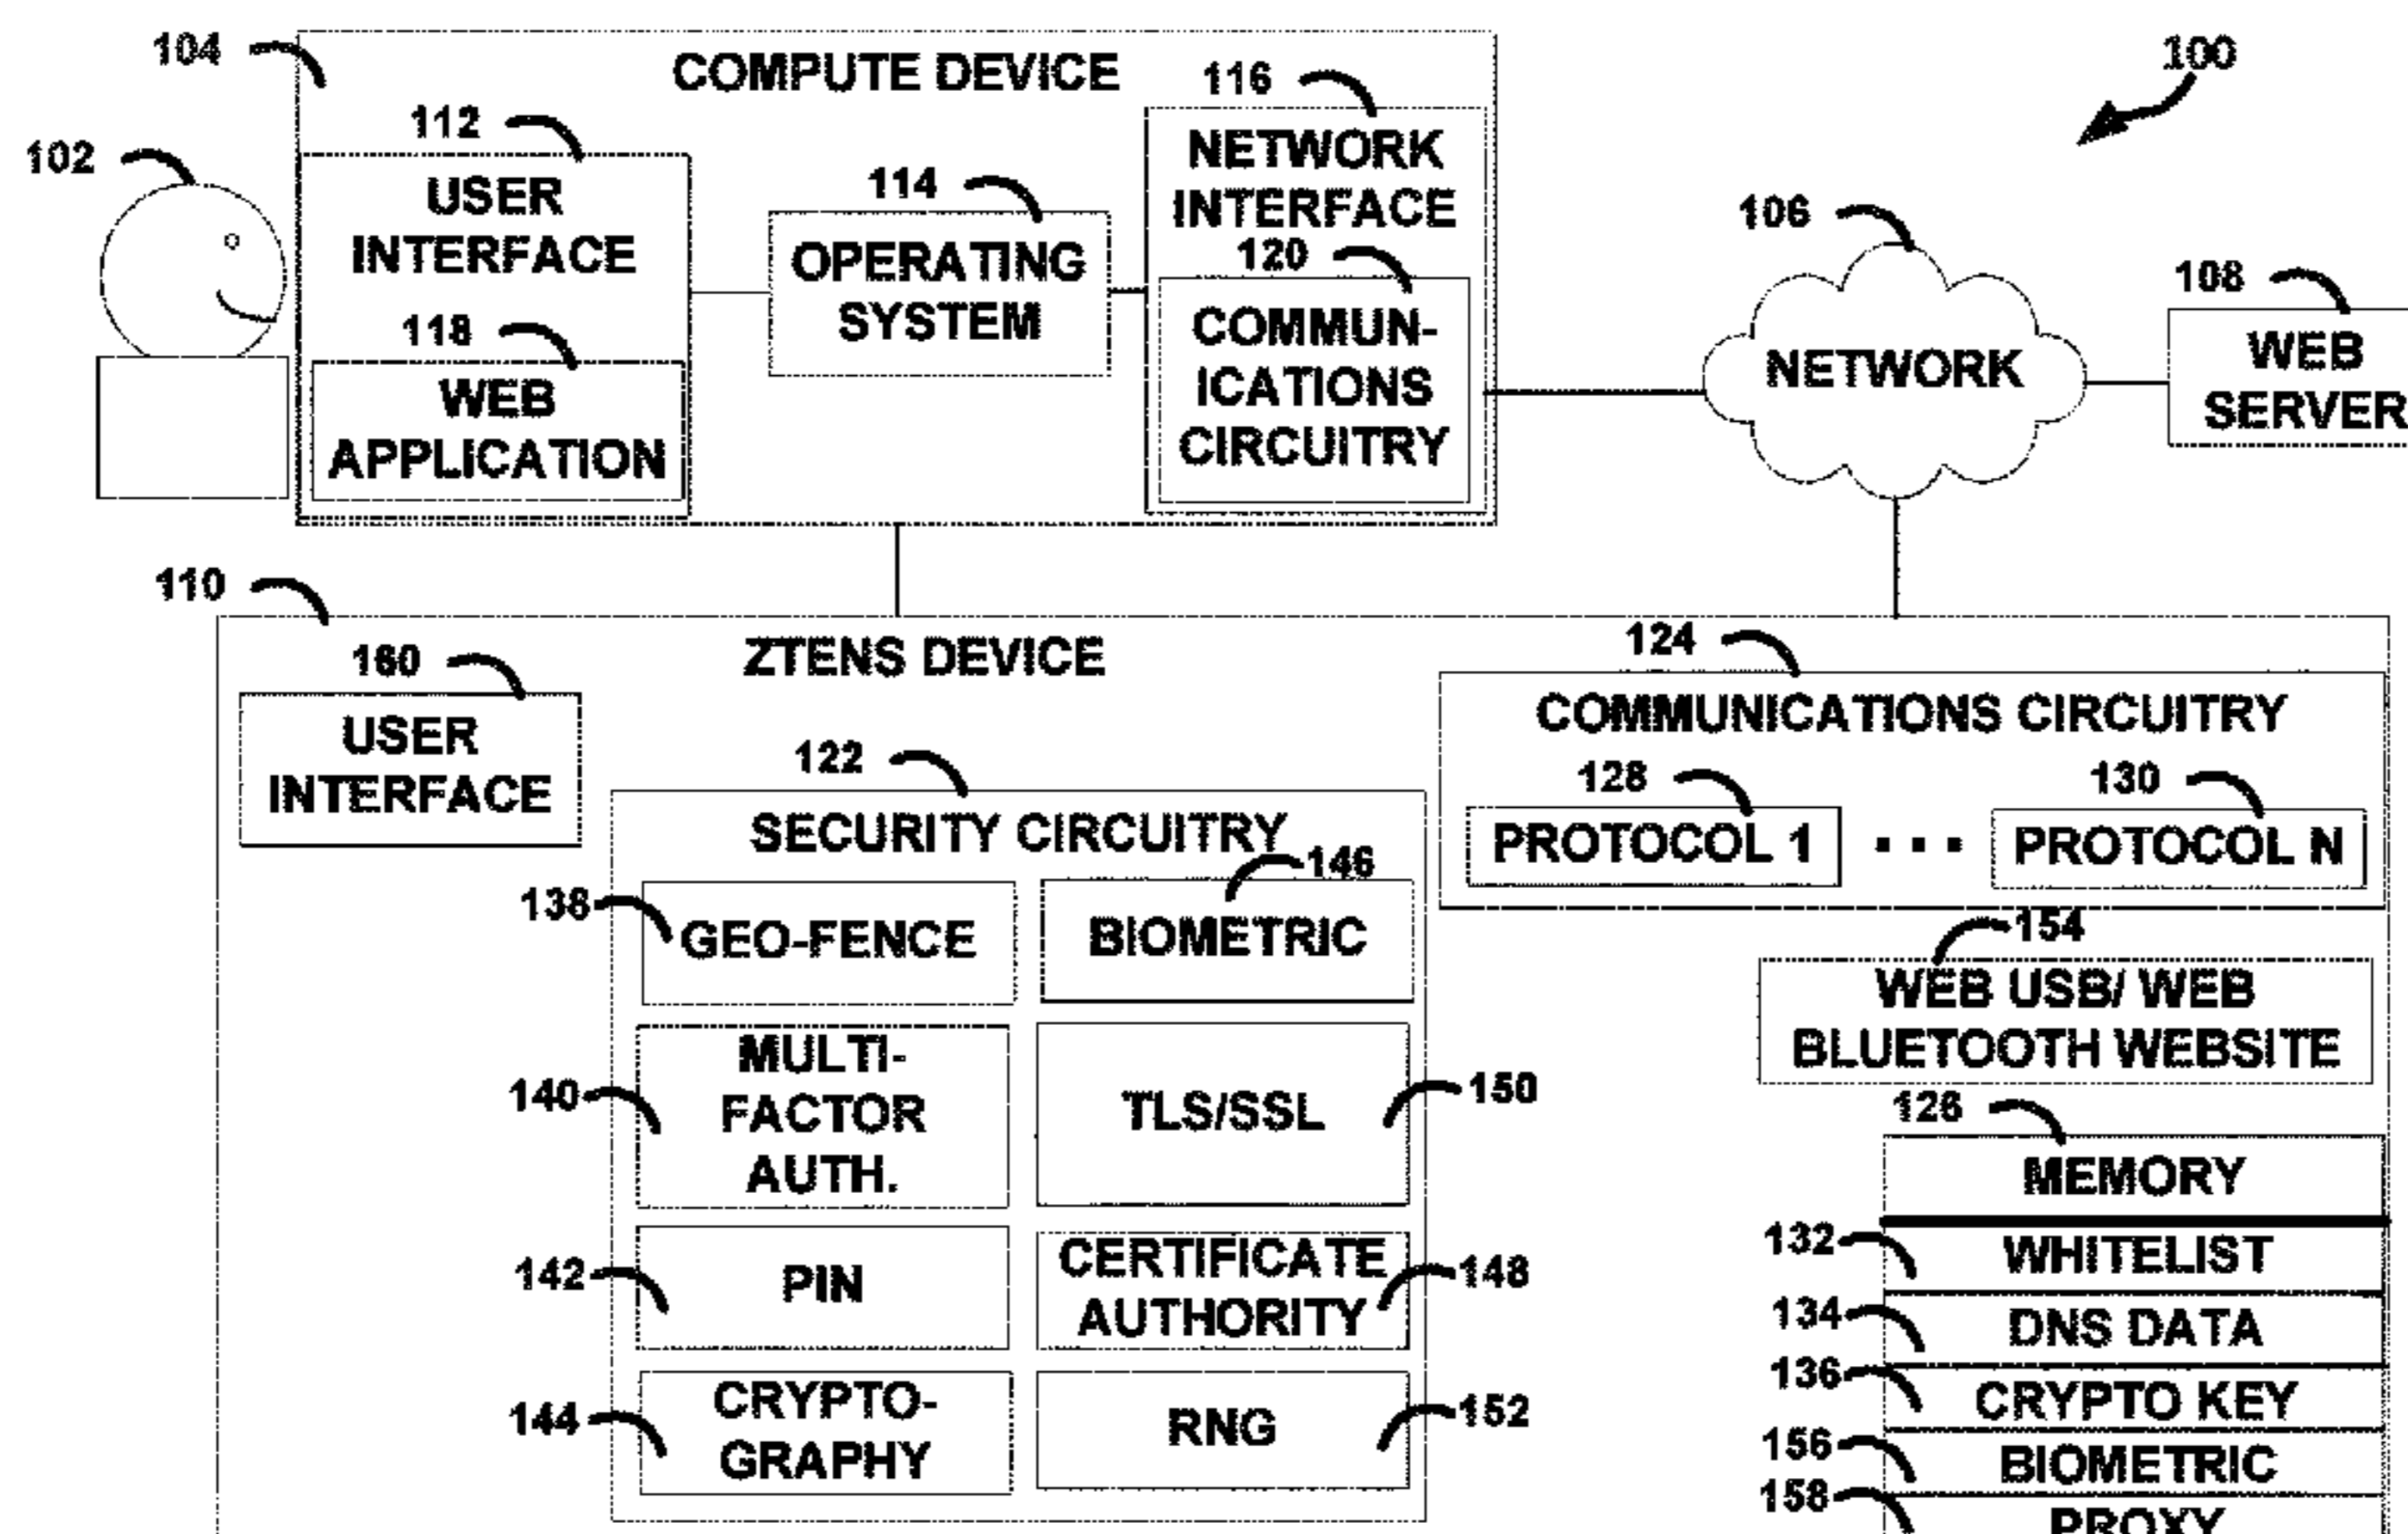 104
COMPUTE DEVICE
116
100
112
102
NETWORK
INTERFACE
USER
INTERFACE
114
106
OPERATING
SYSTEM
120
108
COMMUN-
ICATIONS
CIRCUITRY
118
WEB
APPLICATION
NETWORK
WEB
SERVER
110
ZTENS DEVICE
160
USER
INTERFACE
124
COMMUNICATIONS CIRCUITRY
122
128
130
SECURITY CIRCUITRY
PROTOCOL 1
...
PROTOCOL N
146
138
GEO-FENCE
BIOMETRIC
154
WEB USB/ WEB
BLUETOOTH WEBSITE
140
MULTI-
FACTOR
AUTH.
TLS/SSL
150
126
MEMORY
142
PIN
CERTIFICATE
AUTHORITY
148
132
WHITELIST
134
DNS DATA
144
CRYPTO-
GRAPHY
RNG
152
136
CRYPTO KEY
156
BIOMETRIC
158
PROXY